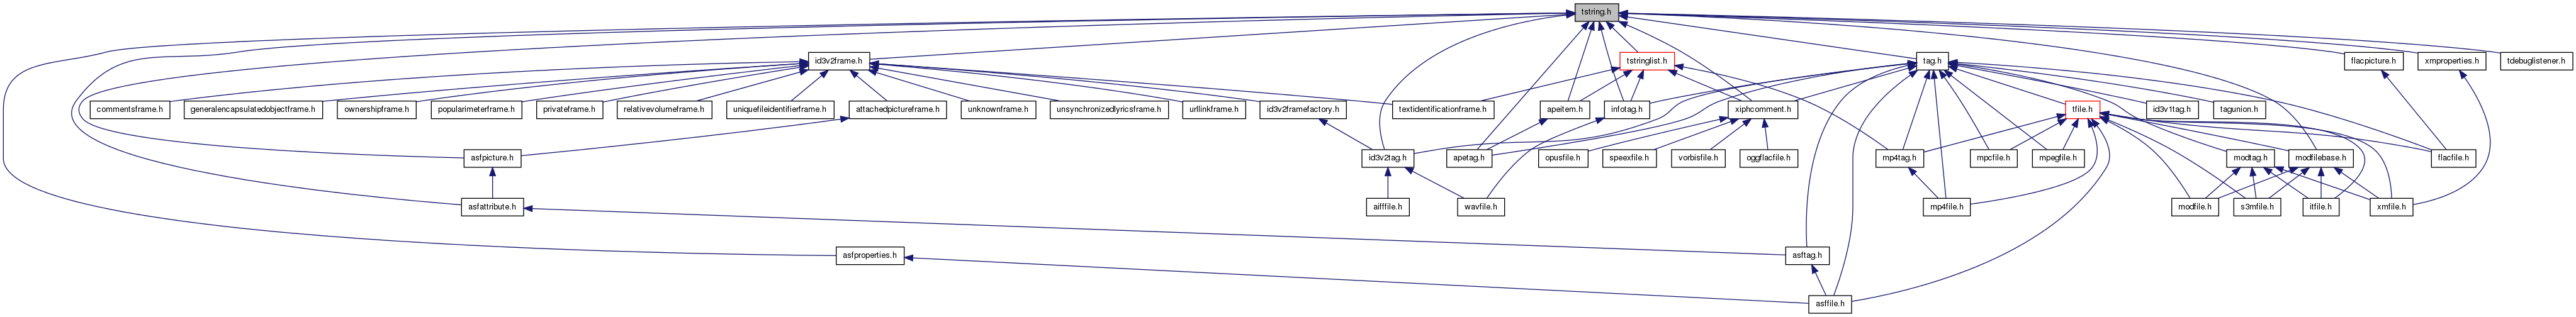 tstring.h
id3v2frame.h
tstringlist.h
tag.h
flacpicture.h
xmproperties.h
tdebuglistener.h
commentsframe.h
generalencapsulatedobjectframe.h
ownershipframe.h
popularimeterframe.h
privateframe.h
relativevolumeframe.h
uniquefileidentifierframe.h
attachedpictureframe.h
unknownframe.h
unsynchronizedlyricsframe.h
urllinkframe.h
id3v2framefactory.h
textidentificationframe.h
apeitem.h
infotag.h
xiphcomment.h
tfile.h
id3v1tag.h
tagunion.h
asfpicture.h
id3v2tag.h
apetag.h
opusfile.h
speexfile.h
vorbisfile.h
oggflacfile.h
mp4tag.h
mpcfile.h
mpegfile.h
modtag.h
modfilebase.h
flacfile.h
asfattribute.h
aifffile.h
wavfile.h
mp4file.h
modfile.h
s3mfile.h
itfile.h
xmfile.h
asfproperties.h
asftag.h
asffile.h